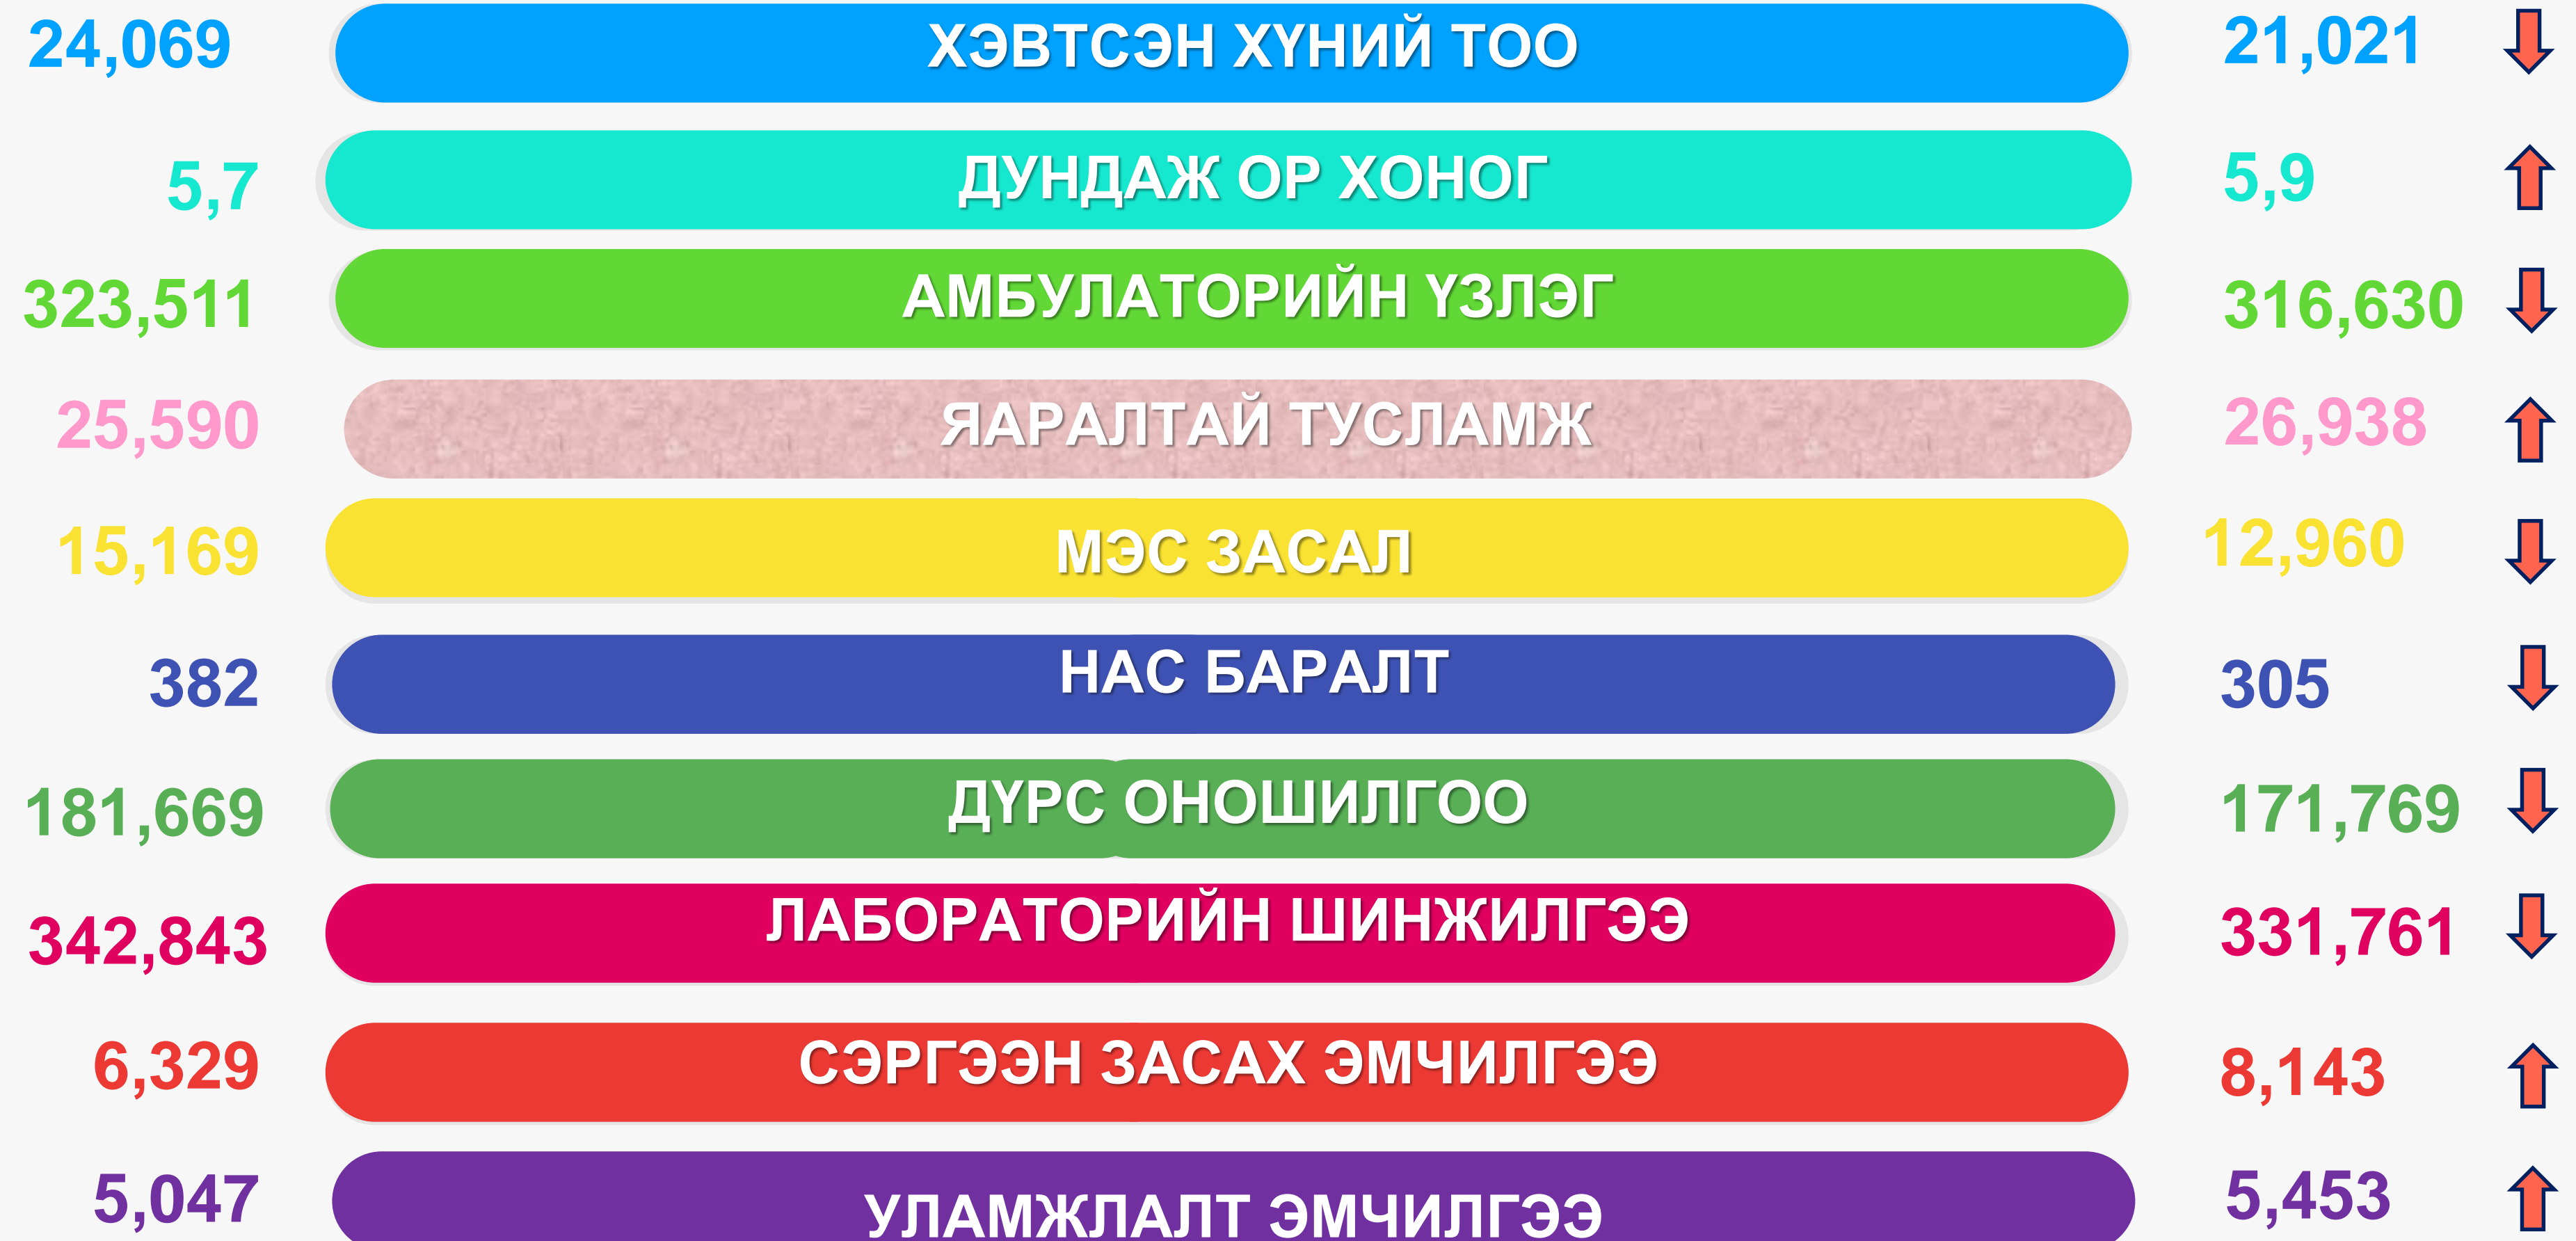 24,069 ХЭВТСЭН ХҮНИЙ ТОО 21,021
5,7 ДУНДАЖ ОР ХОНОГ 5,9
323,511 АМБУЛАТОРИЙН ҮЗЛЭГ 316,630
25,590 ЯАРАЛТАЙ ТУСЛАМЖ 26,938
15,169 МЭС ЗАСАЛ 12,960
382 НАС БАРАЛТ 305
181,669 ДҮРС ОНОШИЛГОО 171,769
342,843 ЛАБОРАТОРИЙН ШИНЖИЛГЭЭ 331,761
6,329 СЭРГЭЭН ЗАСАХ ЭМЧИЛГЭЭ 8,143
5,047 УЛАМЖЛАЛТ ЭМЧИЛГЭЭ 5,453